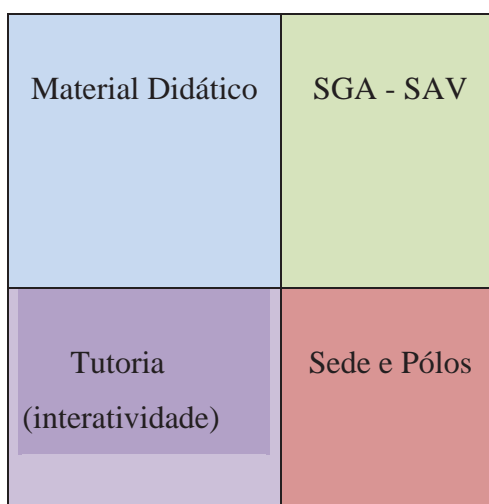 Material Didático
SGA - SAV
Tutoria
(interatividade)
Sede e Pólos